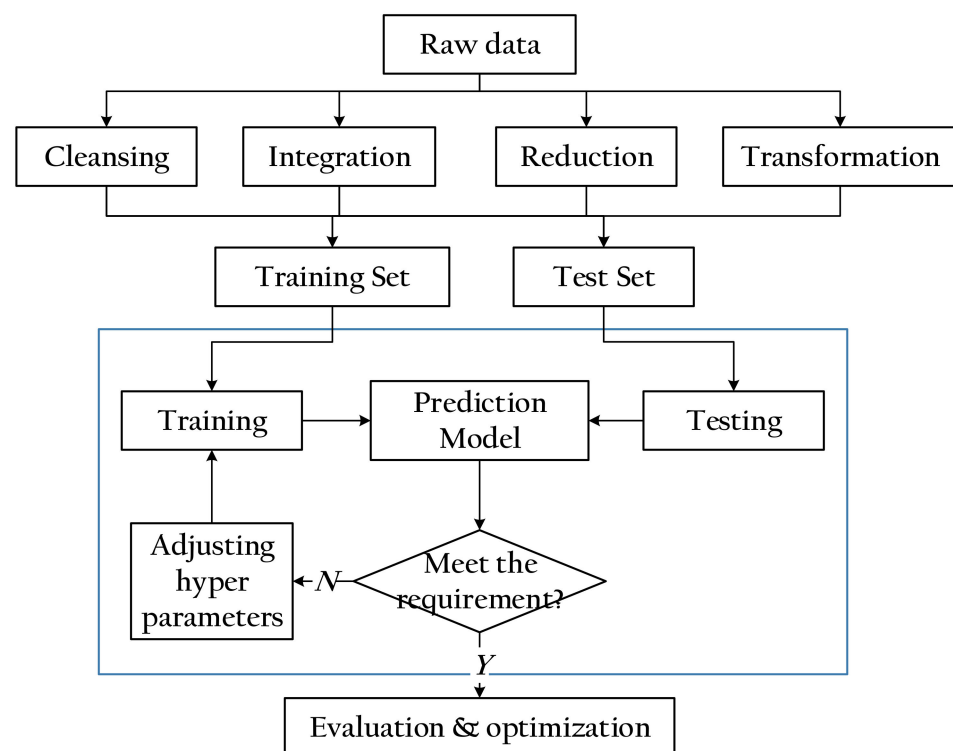 Raw data
Cleansing
Integration
Reduction
Transformation
Training Set
Test Set
Training
Prediction
Model
Testing
Adjusting
hyper
parameters
N
Meet the
requirement?
Y
Evaluation & optimization